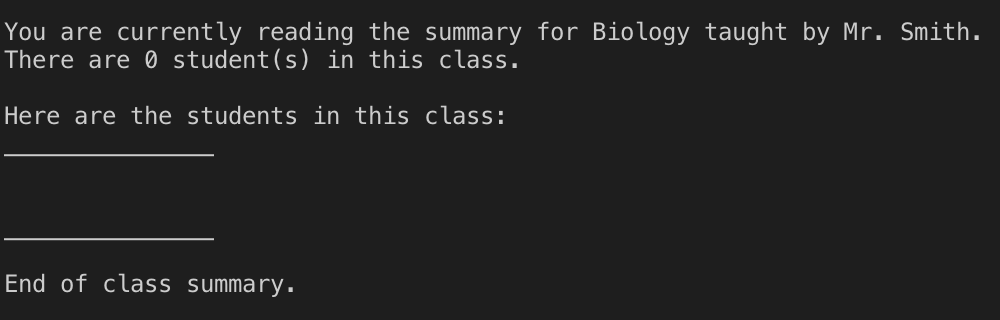 You are currently reading the summary for Biology taught by Mr. Smith.
There are 0 student(s) in this class.
Here are the students in this class:
_______________
_______________
End of class summary.